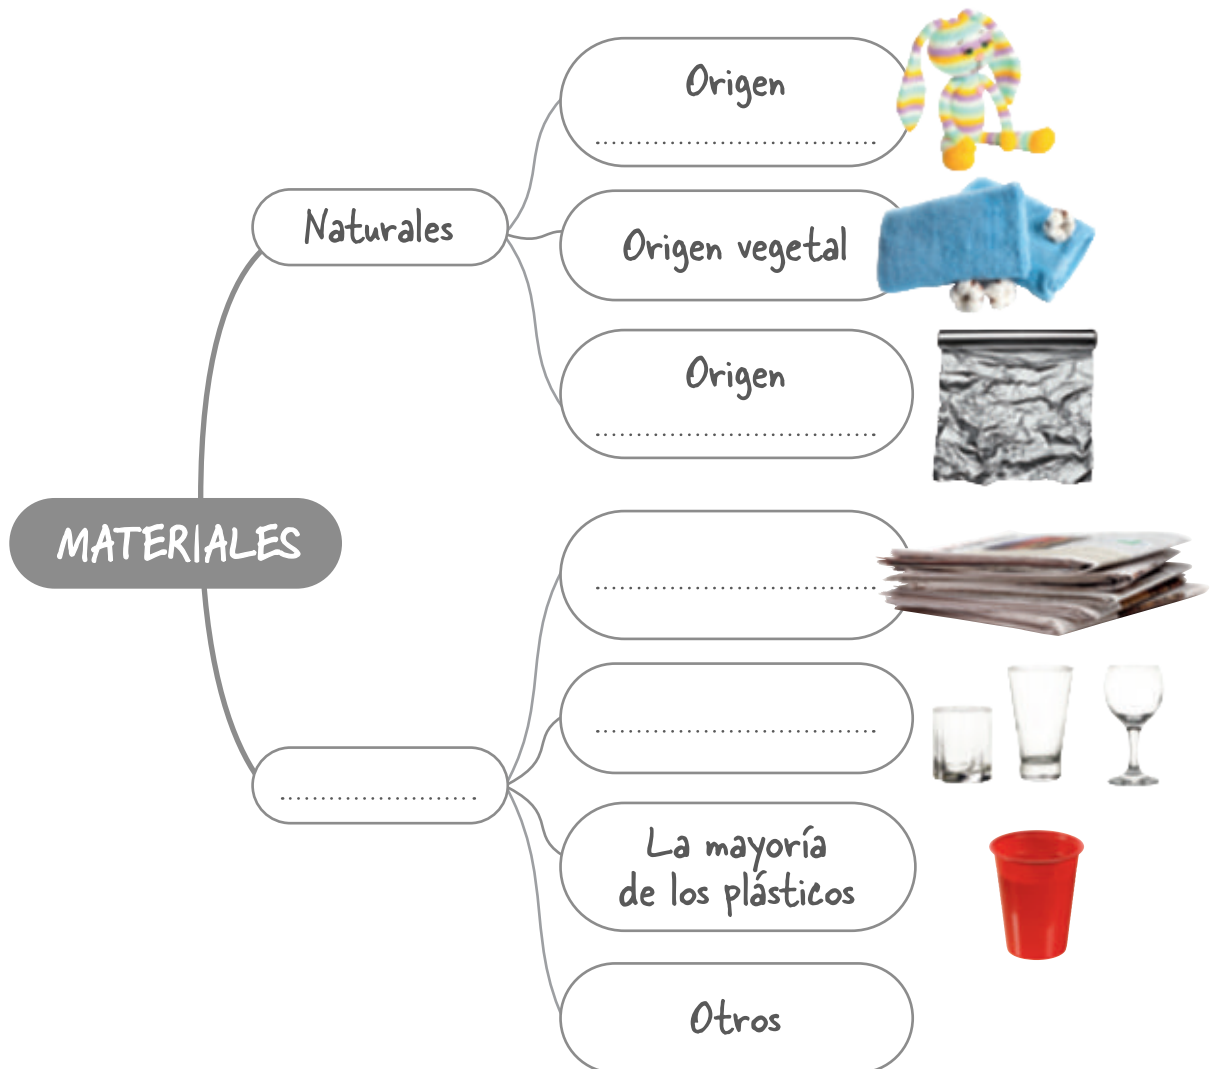 Origen
Naturales
Origen vegetal
Origen
MATERIALES
La mayoría
de los plásticos
Otros